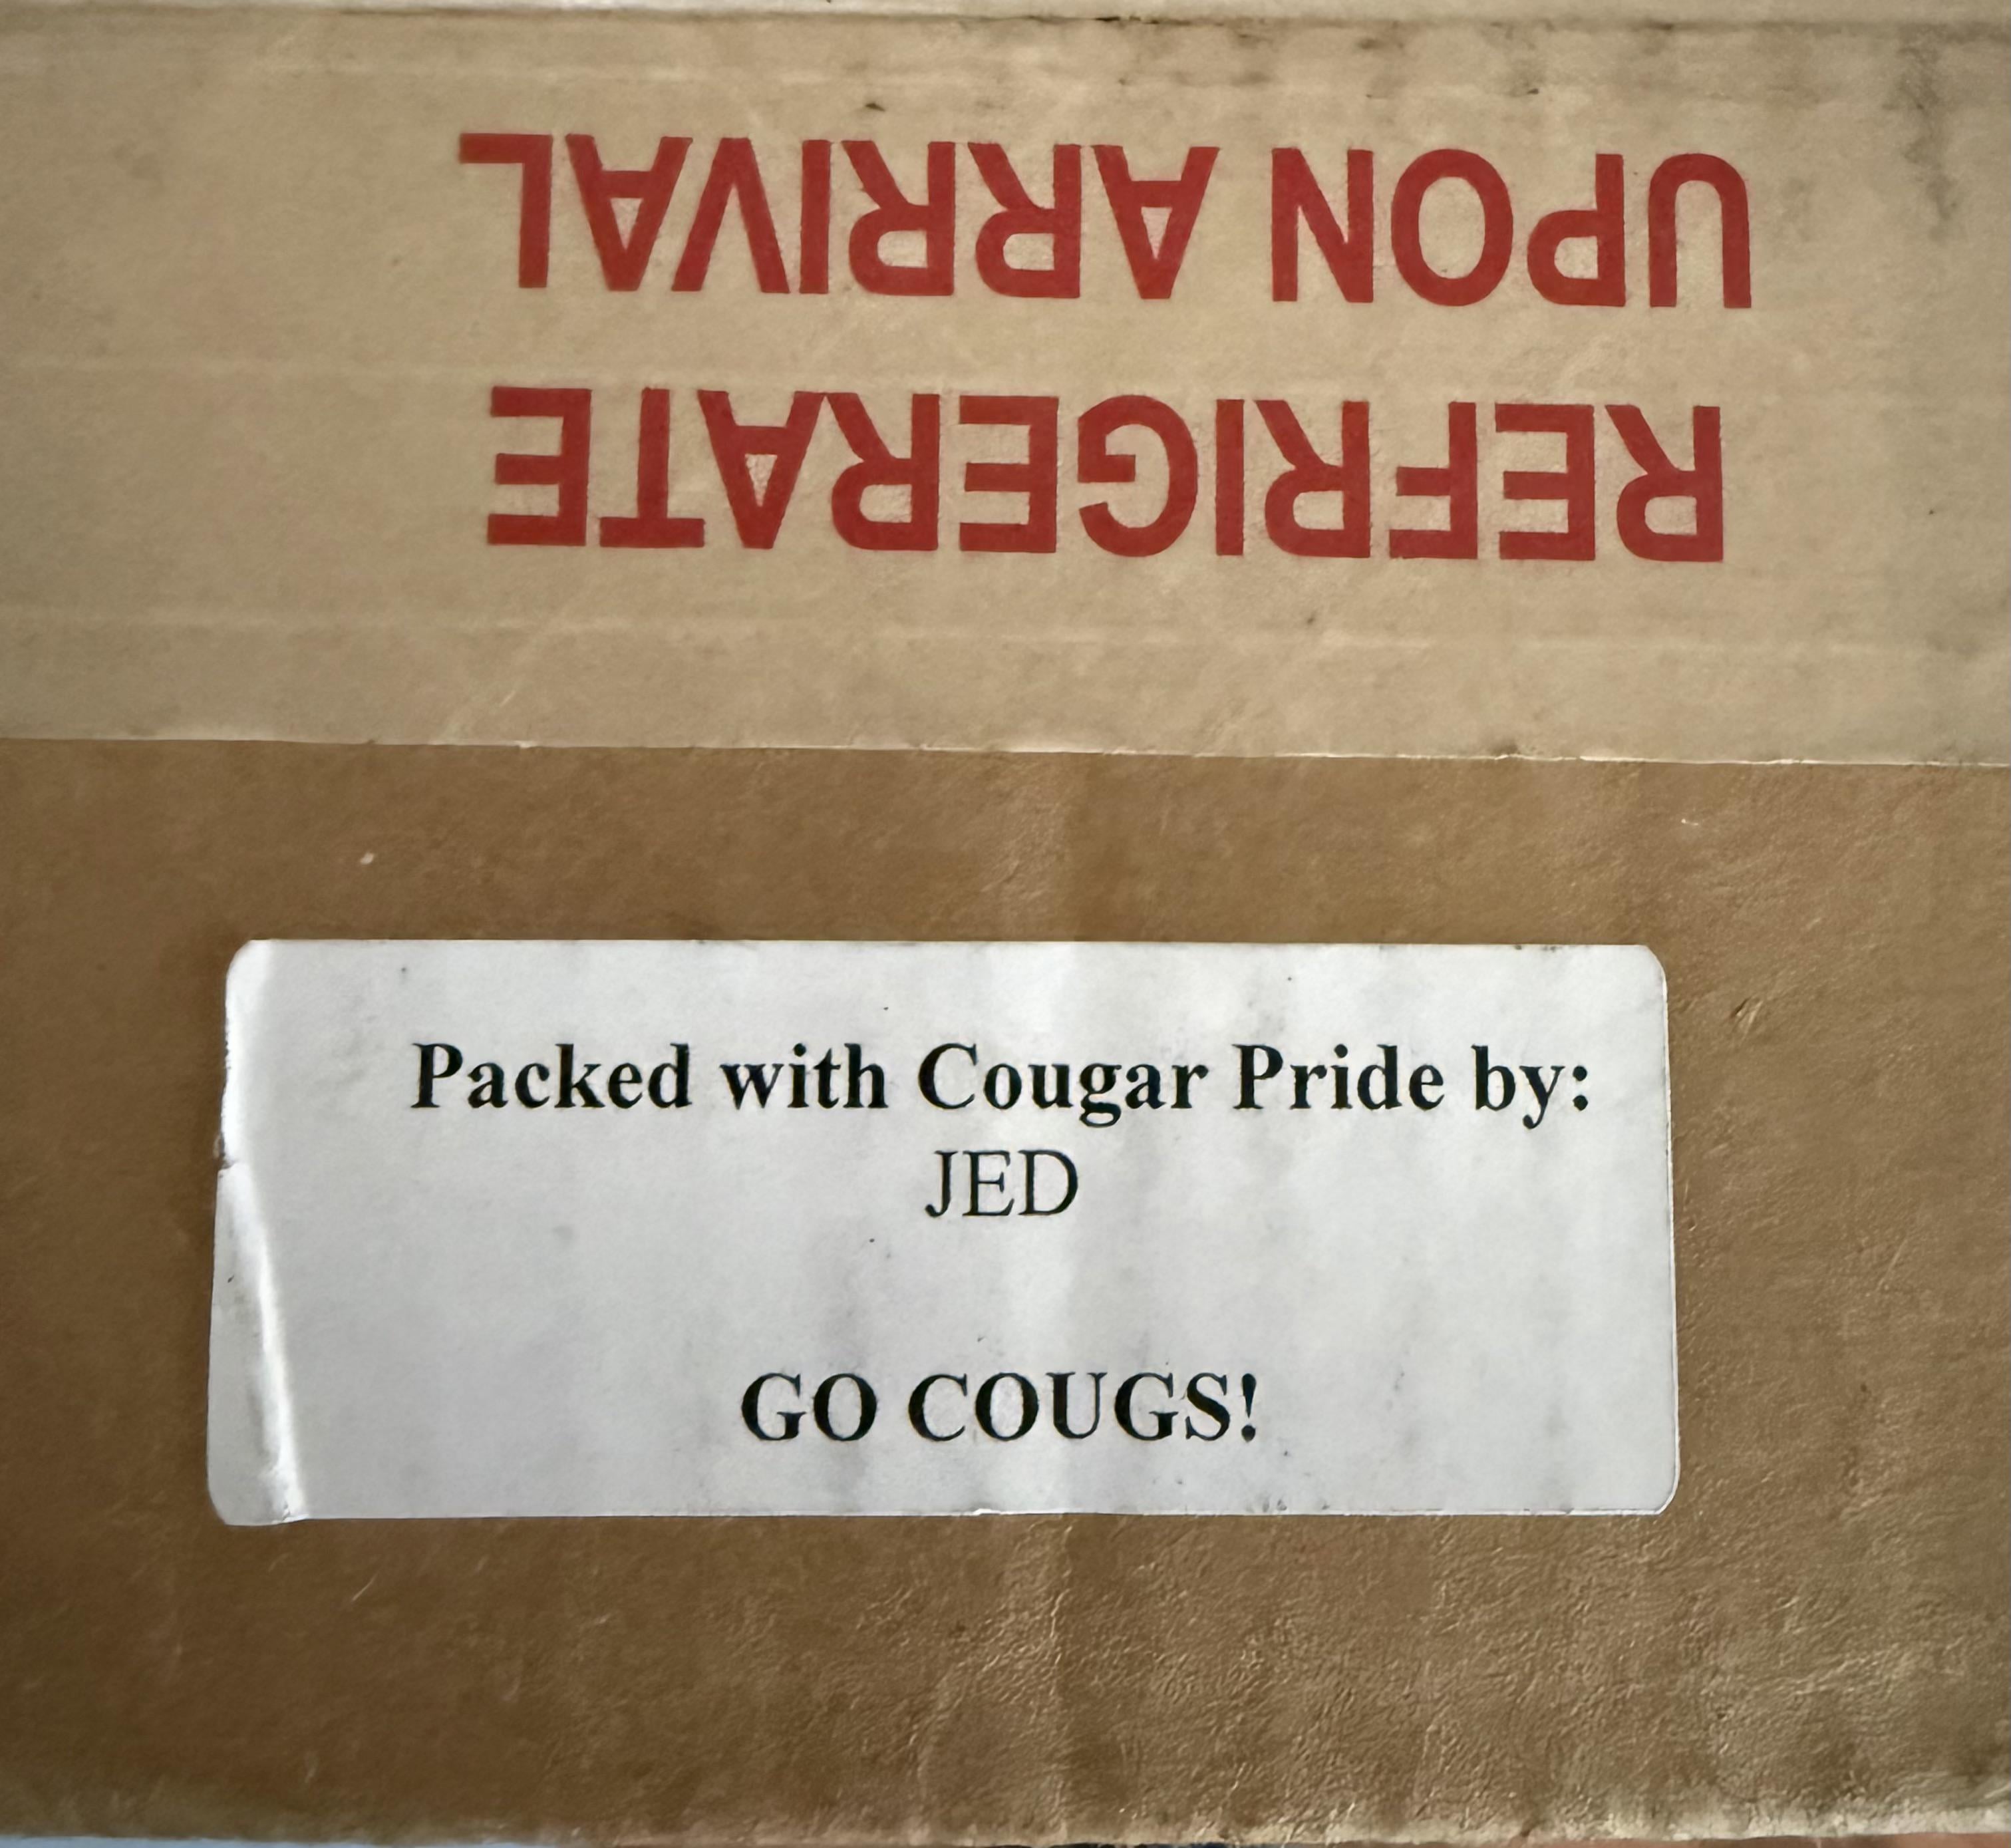 REFRIGERATE
UPON ARRIVAL
Packed with Cougar Pride by:
JED
GO COUGS!